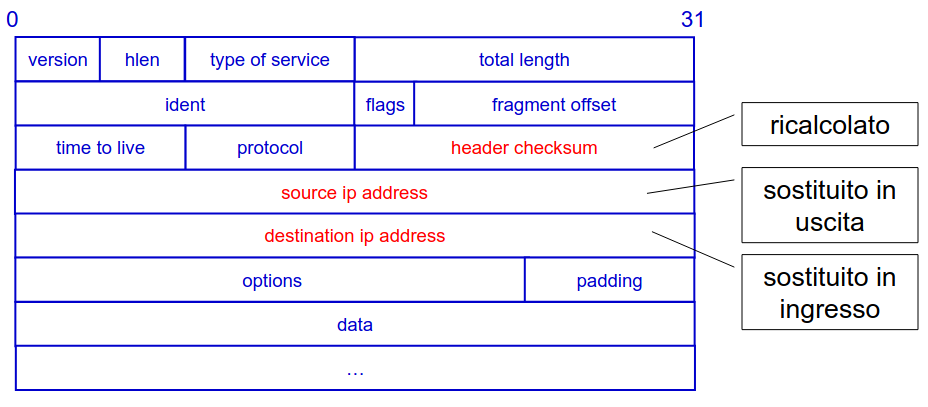 0 31
version hlen type of service total length
ident flags fragment offset
time to live protocol header checksum
ricalcolato
source ip address
sostituito in
uscita
destination ip address
sostituito in
ingresso
options padding
data
...